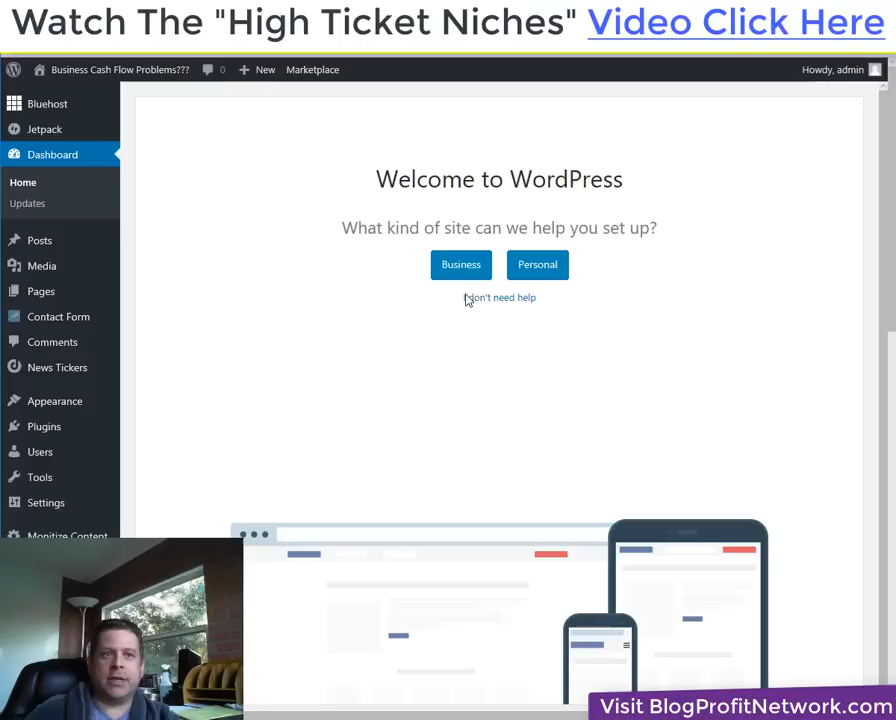 Watch The "High Ticket Niches" Video Click Here
Business Cash Flow Problems??? 0 New Marketplace Howdy, admin
Bluehost
Jetpack
Dashboard
Home
Updates
Posts
Media
Pages
Contact Form
Comments
News Tickers
Appearance
Plugins
Users
Tools
Settings
Monitize Content
Welcome to WordPress
What kind of site can we help you set up?
Business Personal
I don't need help
Visit BlogProfitNetwork.com